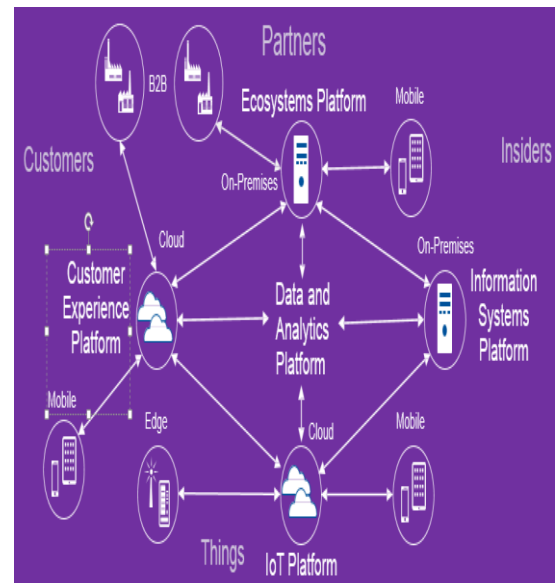 Partners
B2B
Ecosystems Platform
Mobile
Customers
Insiders
On-Premises
Cloud
On-Premises
Customer
Experience
Platform
Data and
Analytics
Platform
Information
Systems
Platform
Mobile
Edge
Cloud
Mobile
Things
IoT Platform